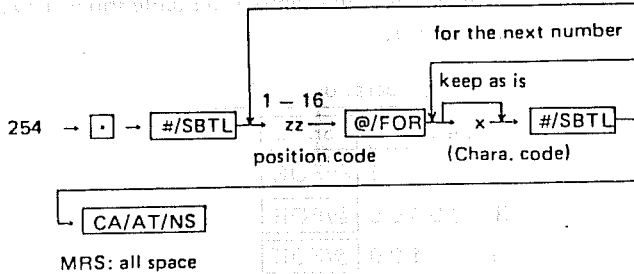 for the next number
keep as is
1 – 16
254 → · → #/SBTL → zz → @/FOR → x → #/SBTL
position code (Chara. code)
CA/AT/NS
MRS: all space